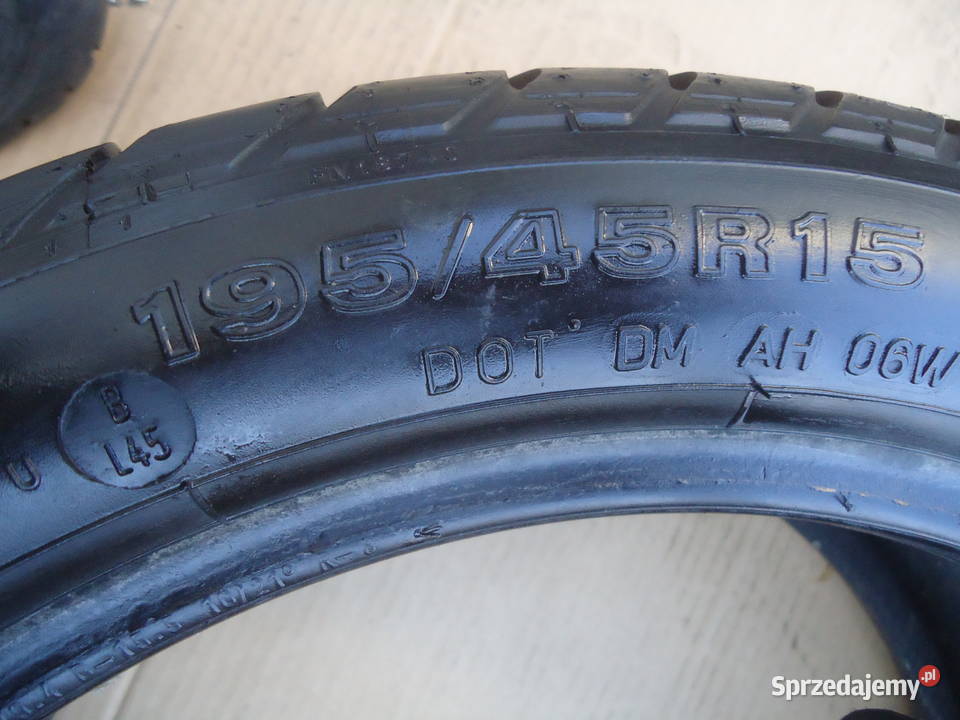 195/45R15
DOT DM AH 06W
B
L45
U
Sprzedajemy.pl